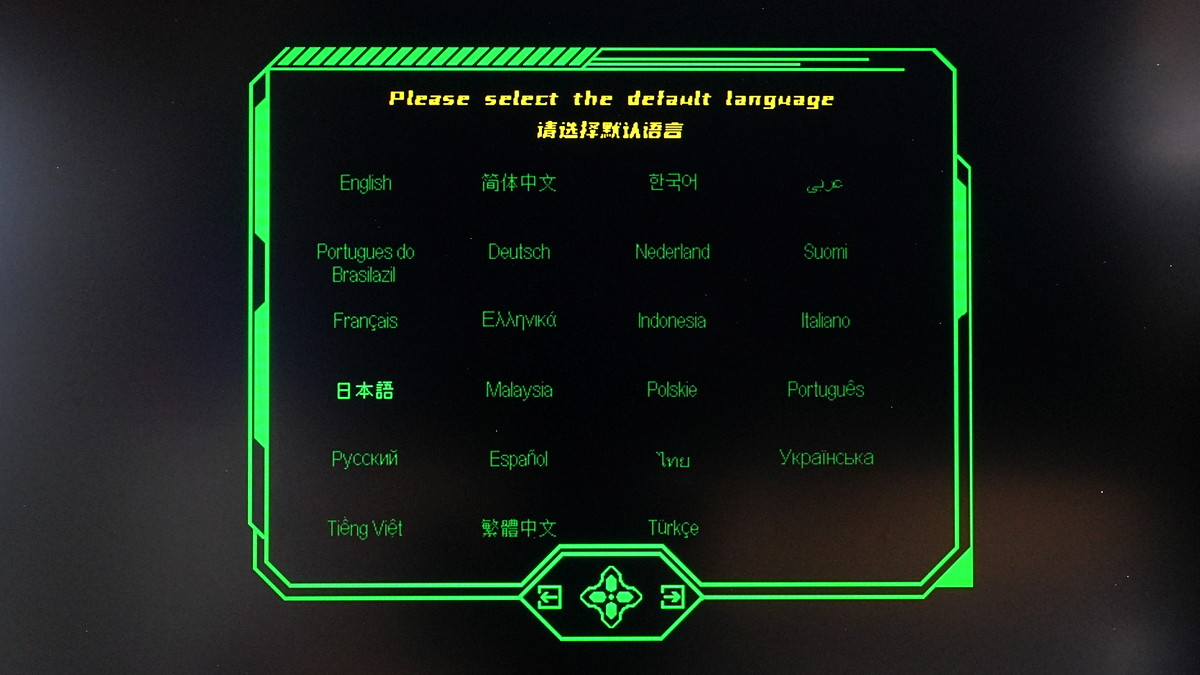 Please select the default language
请选择默认语言
English 简体中文 한국어 عربى
Portugues do Deutsch Nederland Suomi
Brasilazil
Français Ελληνικά Indonesia Italiano
日本語 Malaysia Polskie Português
Русский Español ไทย Українська
Tiếng Việt 繁體中文 Türkçe